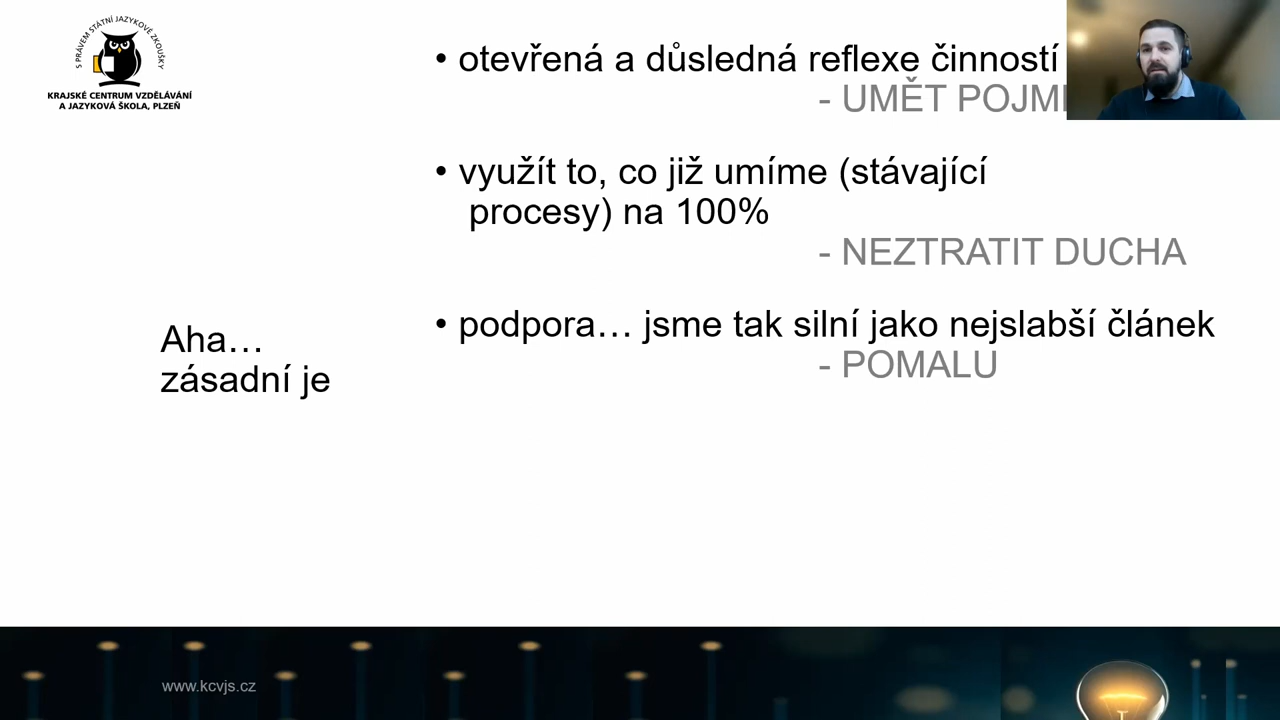 S PRÁVEM STÁTNÍ JAZYKOVÉ ZKOUŠKY
KRAJSKÉ CENTRUM VZDĚLÁVÁNÍ
A JAZYKOVÁ ŠKOLA, PLZEŇ
• otevřená a důsledná reflexe činností
- UMĚT
• využít to, co již umíme (stávající
procesy) na 100%
- NEZTRATIT DUCHA
• podpora… jsme tak silní jako nejslabší článek
- POMALU
Aha…
zásadní je
www.kcvjs.cz